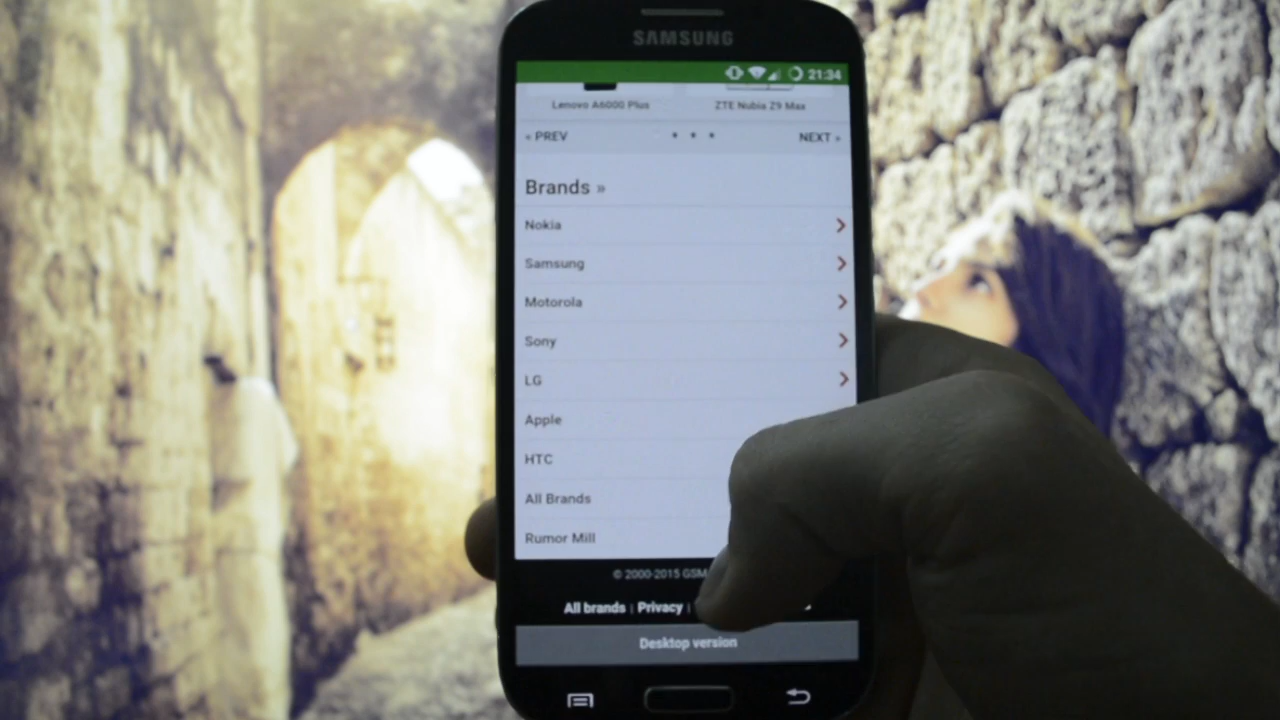 SAMSUNG
21:34
Lenovo A6000 Plus ZTE Nubia Z9 Max
« PREV • • • NEXT »
Brands »
Nokia
Samsung
Motorola
Sony
LG
Apple
HTC
All Brands
Rumor Mill
© 2000-2015 GSM
All brands | Privacy |
Desktop version